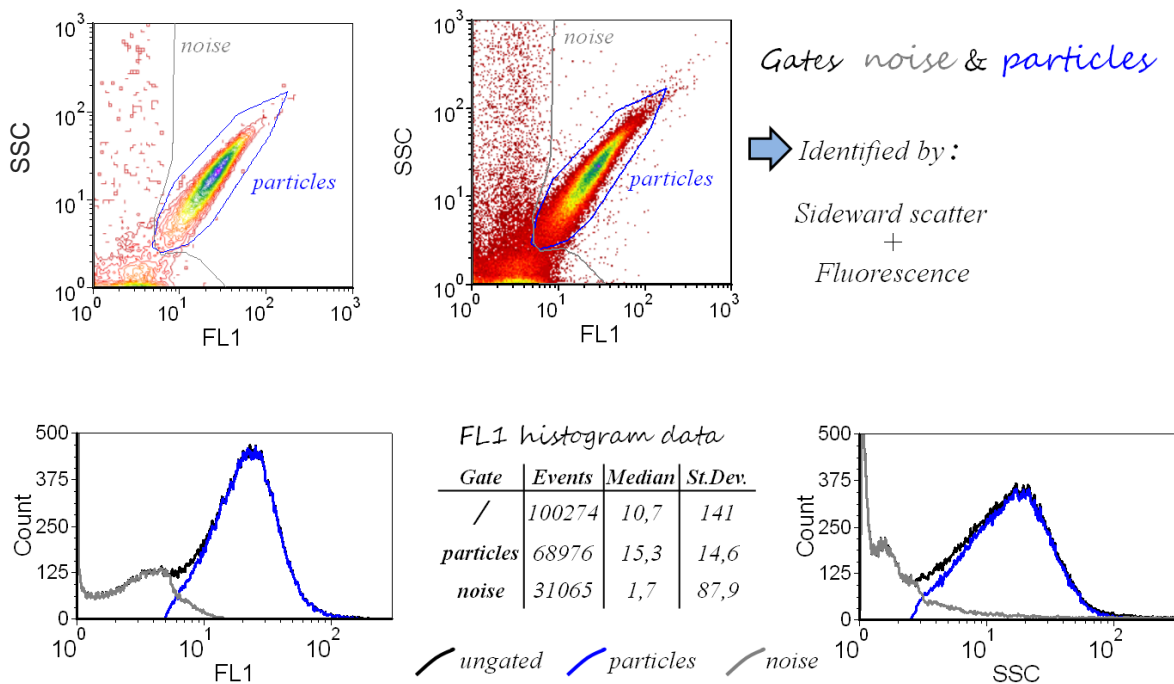 10³
10²
10¹
10⁰
SSC
noise
particles
10⁰ 10¹ 10² 10³
FL1
10³
10²
10¹
10⁰
SSC
noise
particles
10⁰ 10¹ 10² 10³
FL1
Gates noise & particles
Identified by :
Sideward scatter
+
Fluorescence
500
375
250
125
0
Count
10⁰ 10¹ 10²
FL1
FL1 histogram data
Gate Events Median St.Dev.
/ 100274 10,7 141
particles 68976 15,3 14,6
noise 31065 1,7 87,9
ungated particles noise
500
375
250
125
0
Count
10⁰ 10¹ 10²
SSC